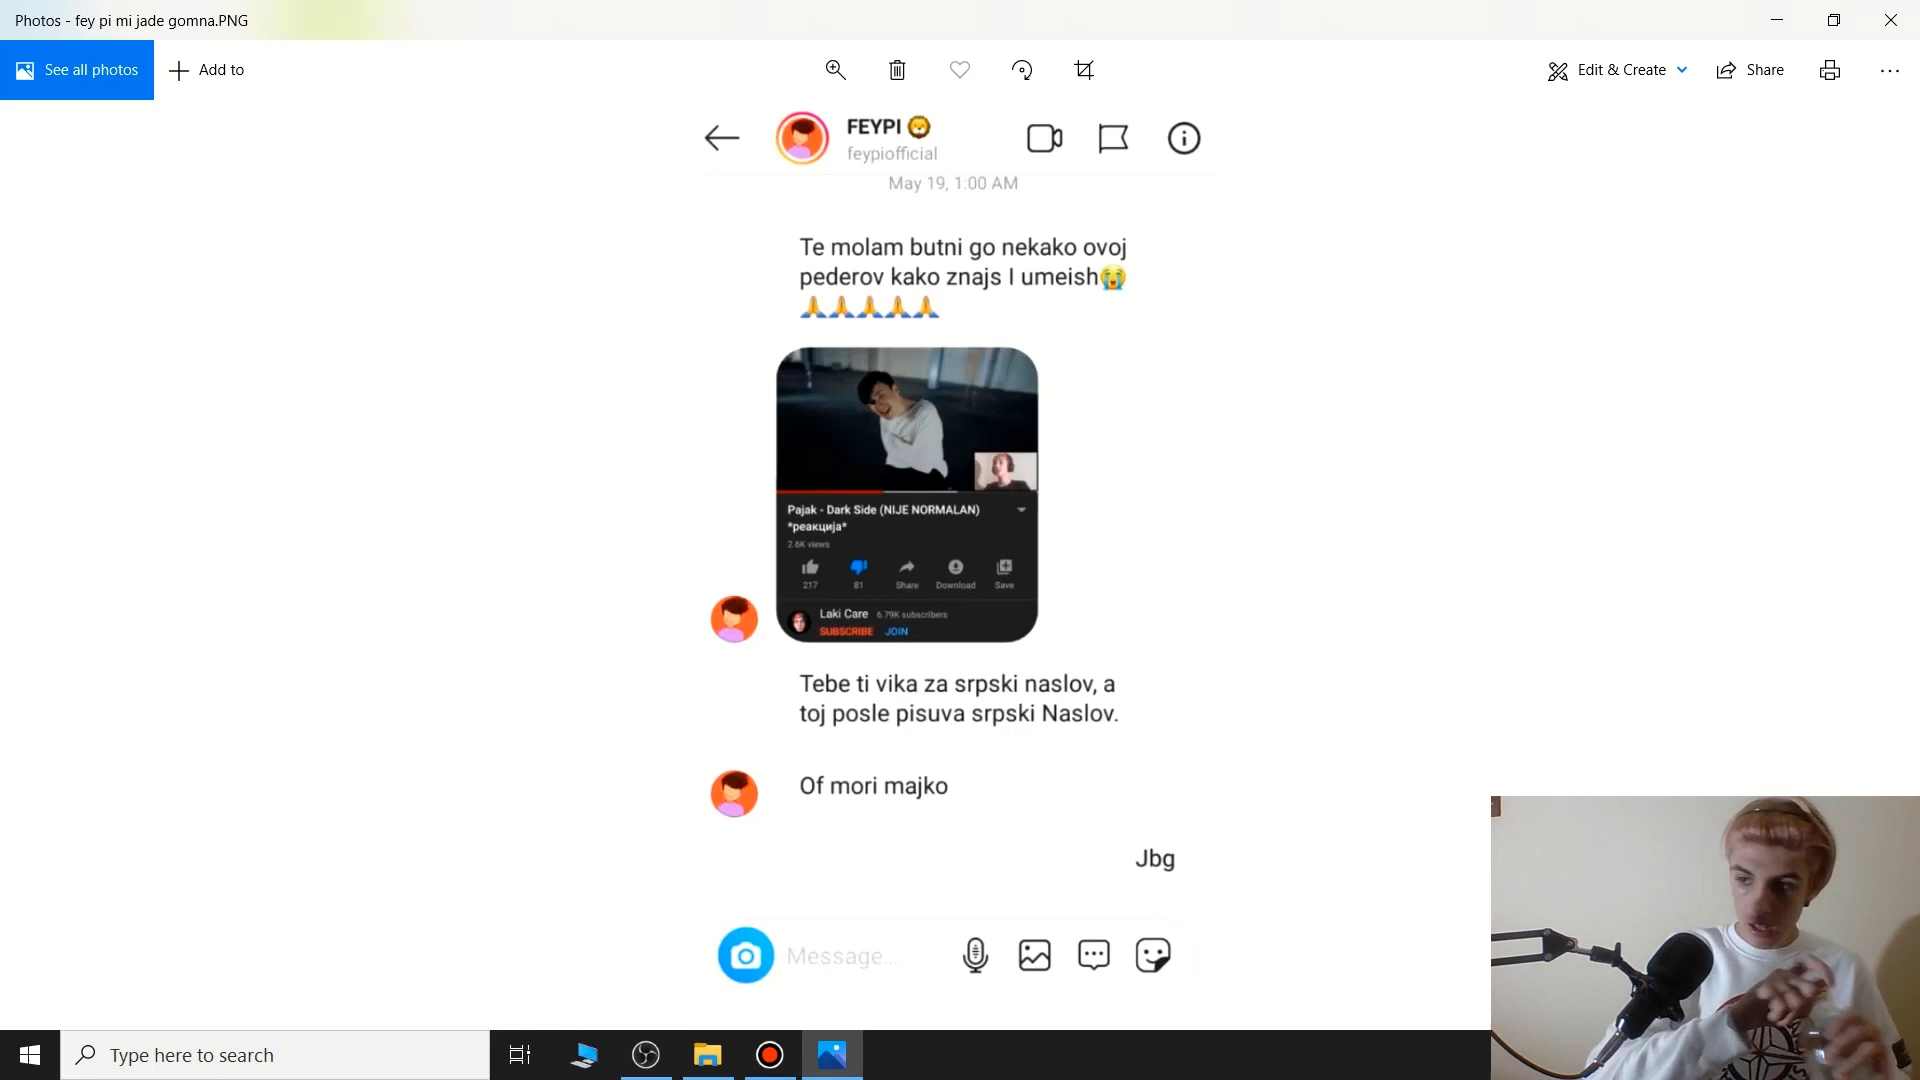 Photos - fey pi mi jade gomna.PNG
See all photos
Add to
Edit & Create
Share
FEYPI
feypiofficial
May 19, 1:00 AM
Te molam butni go nekako ovoj
pederov kako znajs I umeish
Pajak - Dark Side (NIJE NORMALAN)
*реакција*
2.6K views
217
81
Share
Download
Save
Laki Care 6.79K subscribers
SUBSCRIBE JOIN
Tebe ti vika za srpski naslov, a
toj posle pisuva srpski Naslov.
Of mori majko
Jbg
Message...
Type here to search